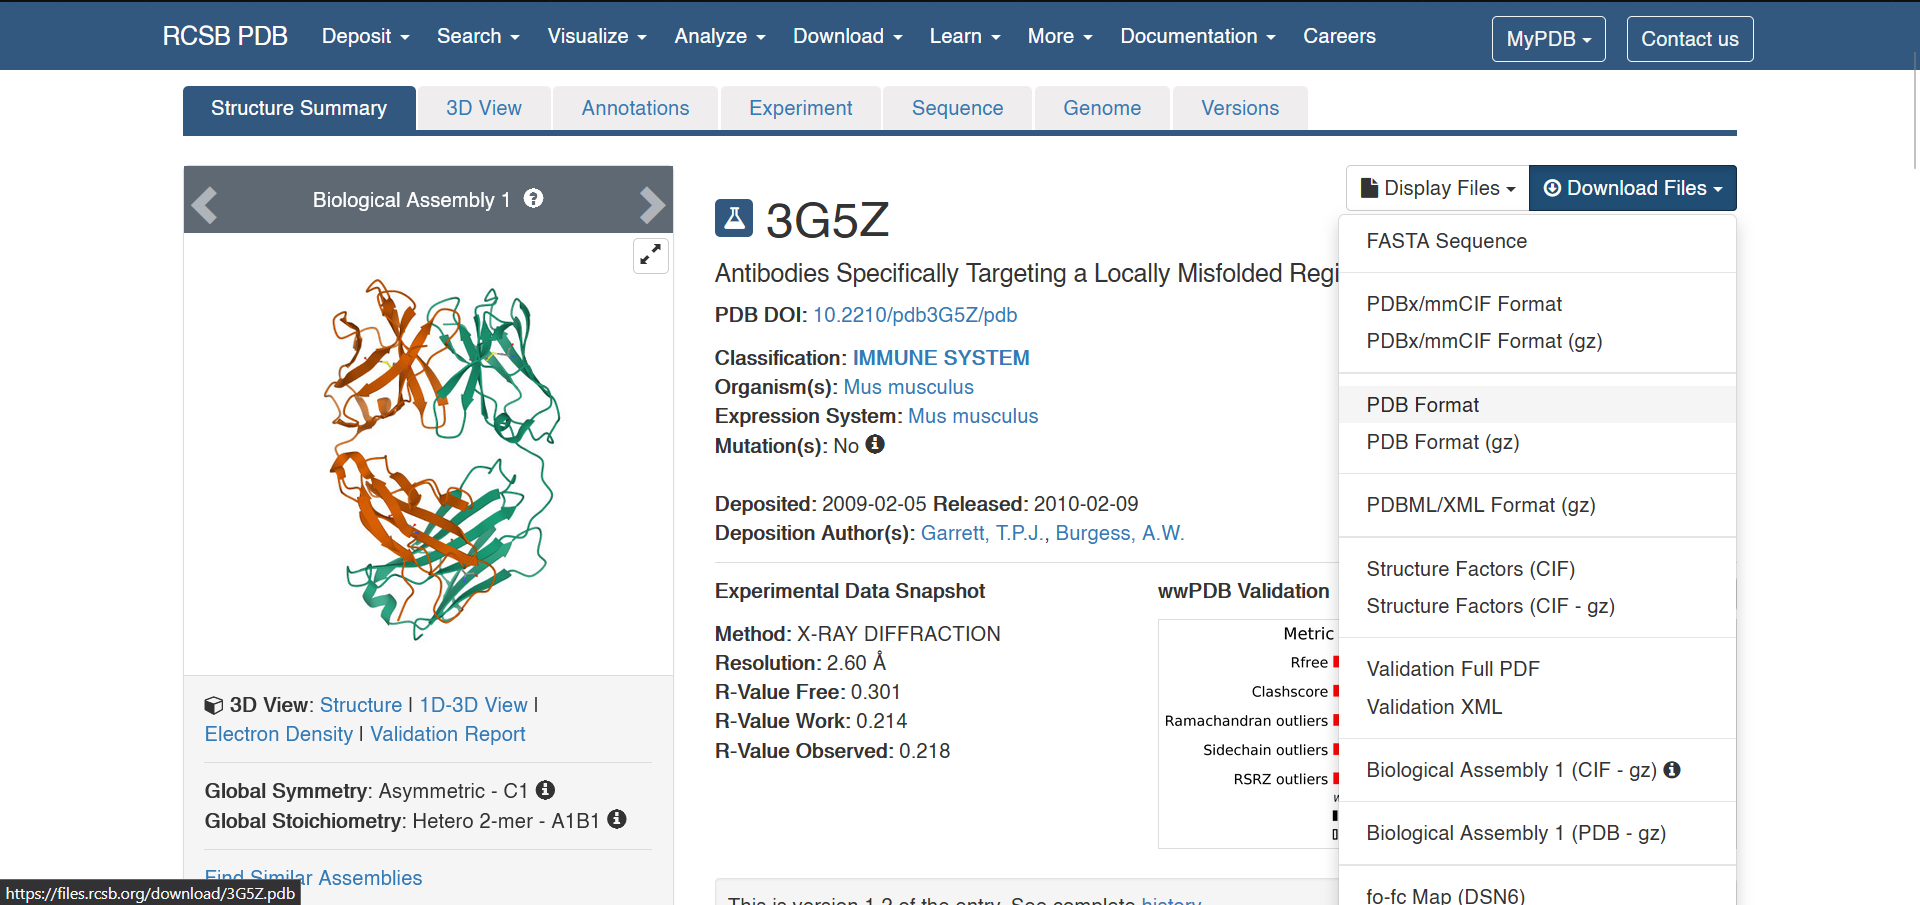 RCSB PDB Deposit Search Visualize Analyze Download Learn More Documentation Careers MyPDB Contact us
Structure Summary 3D View Annotations Experiment Sequence Genome Versions
Biological Assembly 1
Display Files Download Files
3G5Z
Antibodies Specifically Targeting a Locally Misfolded Regi
PDB DOI: 10.2210/pdb3G5Z/pdb
Classification: IMMUNE SYSTEM
Organism(s): Mus musculus
Expression System: Mus musculus
Mutation(s): No
Deposited: 2009-02-05 Released: 2010-02-09
Deposition Author(s): Garrett, T.P.J., Burgess, A.W.
Experimental Data Snapshot
Method: X-RAY DIFFRACTION
Resolution: 2.60 Å
R-Value Free: 0.301
R-Value Work: 0.214
R-Value Observed: 0.218
wwPDB Validation
Metric
Rfree
Clashscore
Ramachandran outliers
Sidechain outliers
RSRZ outliers
FASTA Sequence
PDBx/mmCIF Format
PDBx/mmCIF Format (gz)
PDB Format
PDB Format (gz)
PDBML/XML Format (gz)
Structure Factors (CIF)
Structure Factors (CIF - gz)
Validation Full PDF
Validation XML
Biological Assembly 1 (CIF - gz)
Biological Assembly 1 (PDB - gz)
fo-fc Map (DSN6)
3D View: Structure | 1D-3D View |
Electron Density | Validation Report
Global Symmetry: Asymmetric - C1
Global Stoichiometry: Hetero 2-mer - A1B1
Find Similar Assemblies
This is version 1.2 of the entry. See complete history.
https://files.rcsb.org/download/3G5Z.pdb